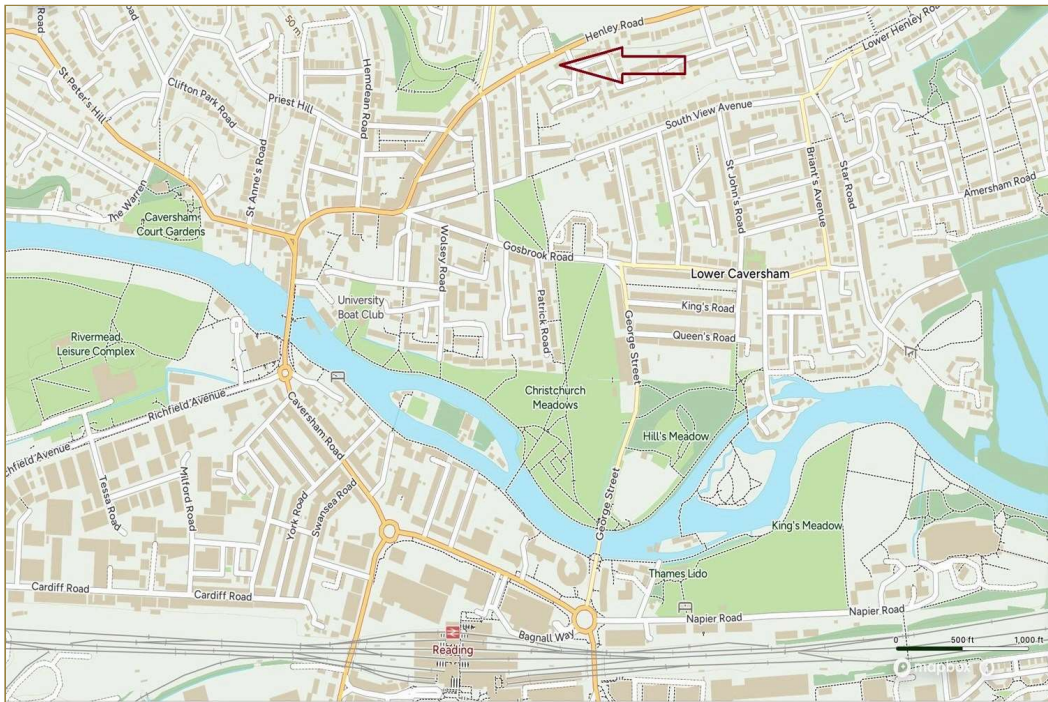 Road
50 m
Road
Henley Road
Lower Henley Road
St Peter's Hill
Clifton Park Road
Priest Hill
Hemdean Road
South View Avenue
St Anne's Road
St John's Road
Briant's Avenue
Star Road
Amersham Road
The Warren
Caversham
Court Gardens
Wolsey Road
Gosbrook Road
Lower Caversham
University
Boat Club
King's Road
Patrick Road
George Street
Queen's Road
Rivermead
Leisure Complex
Christchurch
Meadows
Richfield Avenue
Caversham Road
Hill's Meadow
chfield Avenue
Tessa Road
Milford Road
York Road
Swansea Road
George Street
King's Meadow
Thames Lido
Cardiff Road
Cardiff Road
Napier Road
Napier Road
Bagnall Way
Reading
0 500 ft 1,000 ft
mapbox